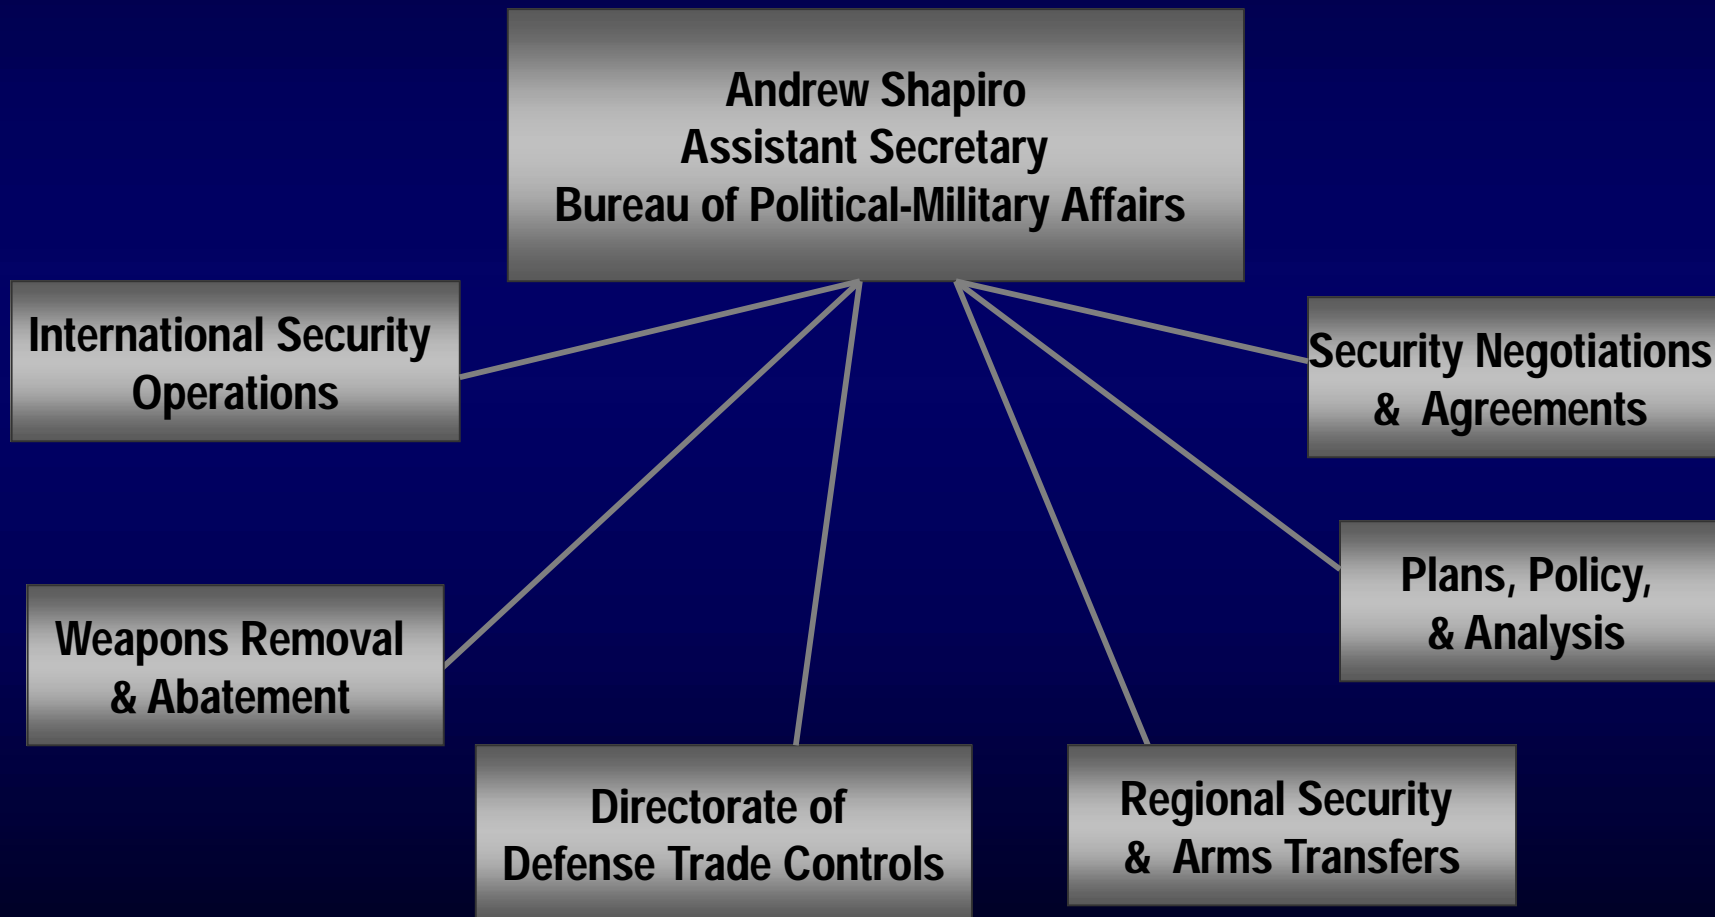 Andrew Shapiro
Assistant Secretary
Bureau of Political-Military Affairs
International Security
Operations
Security Negotiations
& Agreements
Plans, Policy,
& Analysis
Weapons Removal
& Abatement
Directorate of
Defense Trade Controls
Regional Security
& Arms Transfers